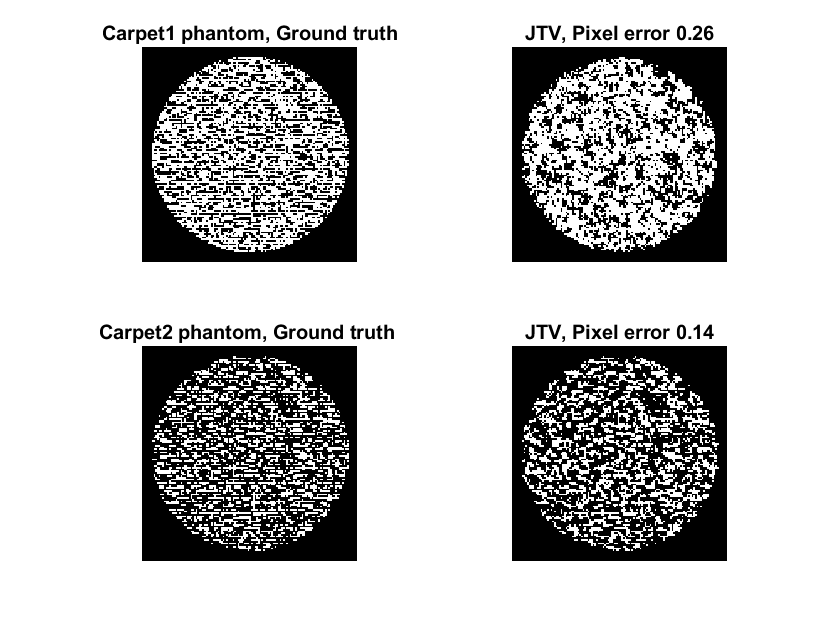 Carpet1 phantom, Ground truth
JTV, Pixel error 0.26
Carpet2 phantom, Ground truth
JTV, Pixel error 0.14